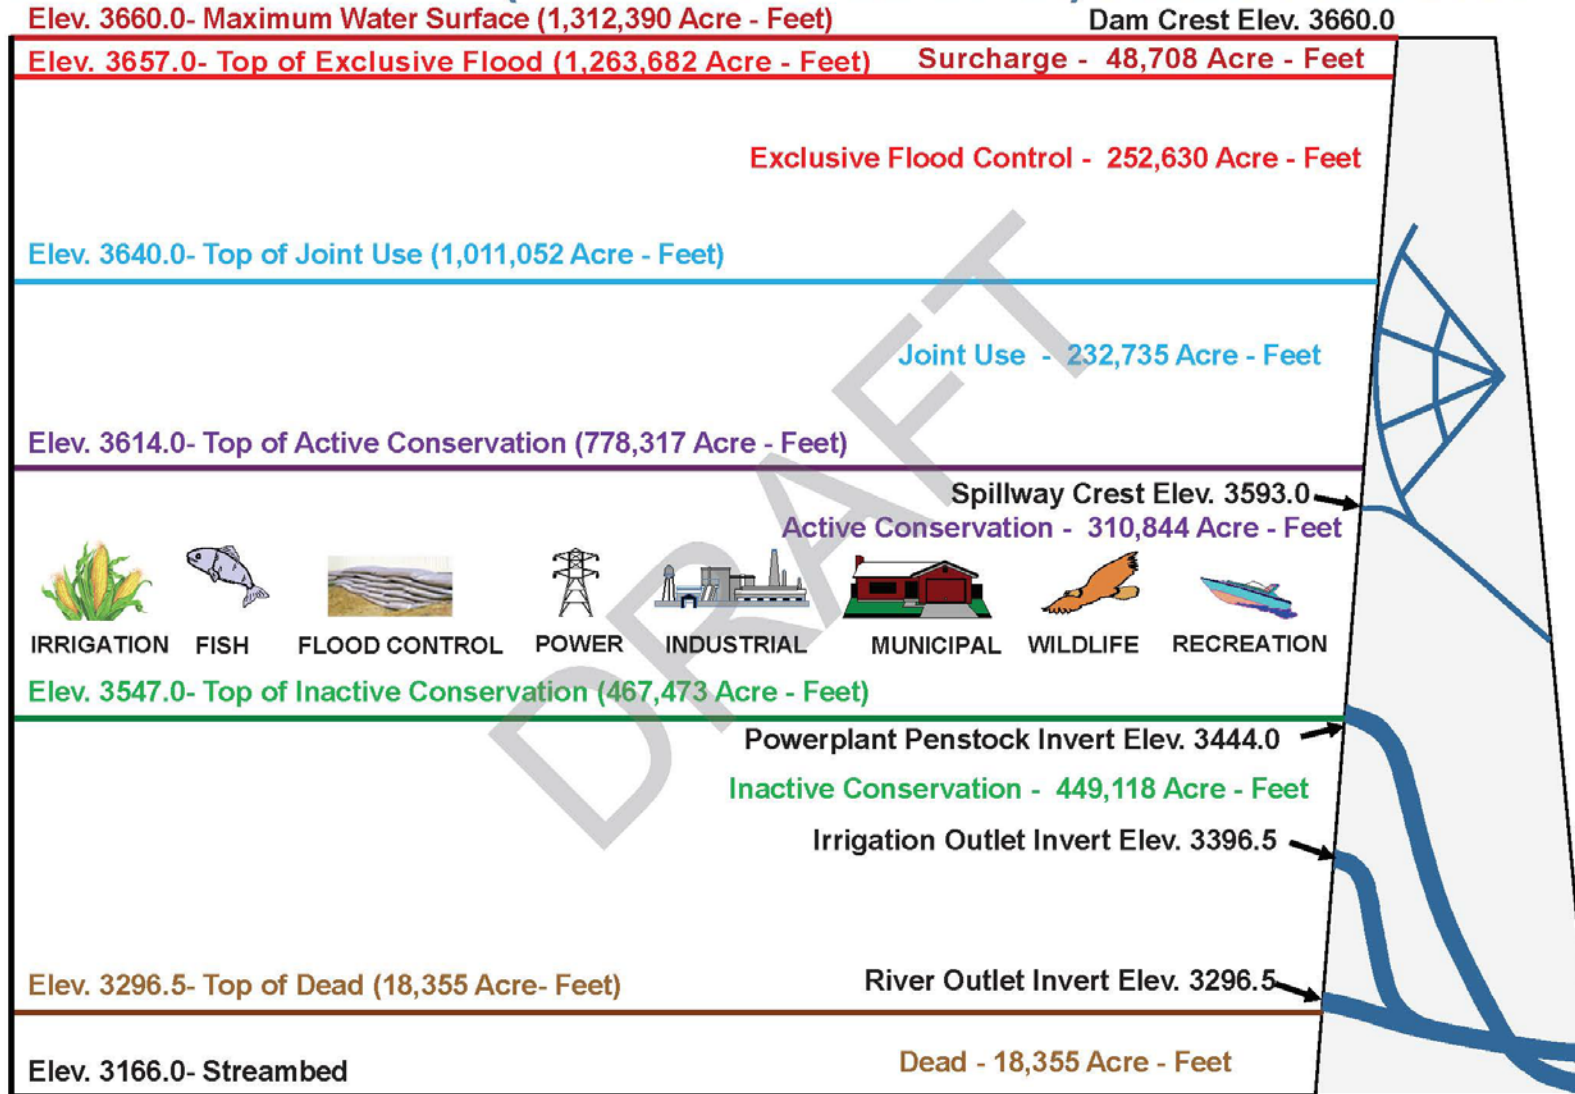 Elev. 3660.0- Maximum Water Surface (1,312,390 Acre - Feet)
Dam Crest Elev. 3660.0
Elev. 3657.0- Top of Exclusive Flood (1,263,682 Acre - Feet)
Surcharge - 48,708 Acre - Feet
Exclusive Flood Control - 252,630 Acre - Feet
Elev. 3640.0- Top of Joint Use (1,011,052 Acre - Feet)
Joint Use - 232,735 Acre - Feet
Elev. 3614.0- Top of Active Conservation (778,317 Acre - Feet)
Spillway Crest Elev. 3593.0
Active Conservation - 310,844 Acre - Feet
IRRIGATION FISH FLOOD CONTROL POWER INDUSTRIAL MUNICIPAL WILDLIFE RECREATION
Elev. 3547.0- Top of Inactive Conservation (467,473 Acre - Feet)
Powerplant Penstock Invert Elev. 3444.0
Inactive Conservation - 449,118 Acre - Feet
Irrigation Outlet Invert Elev. 3396.5
Elev. 3296.5- Top of Dead (18,355 Acre- Feet)
River Outlet Invert Elev. 3296.5
Dead - 18,355 Acre - Feet
Elev. 3166.0- Streambed
DRAFT